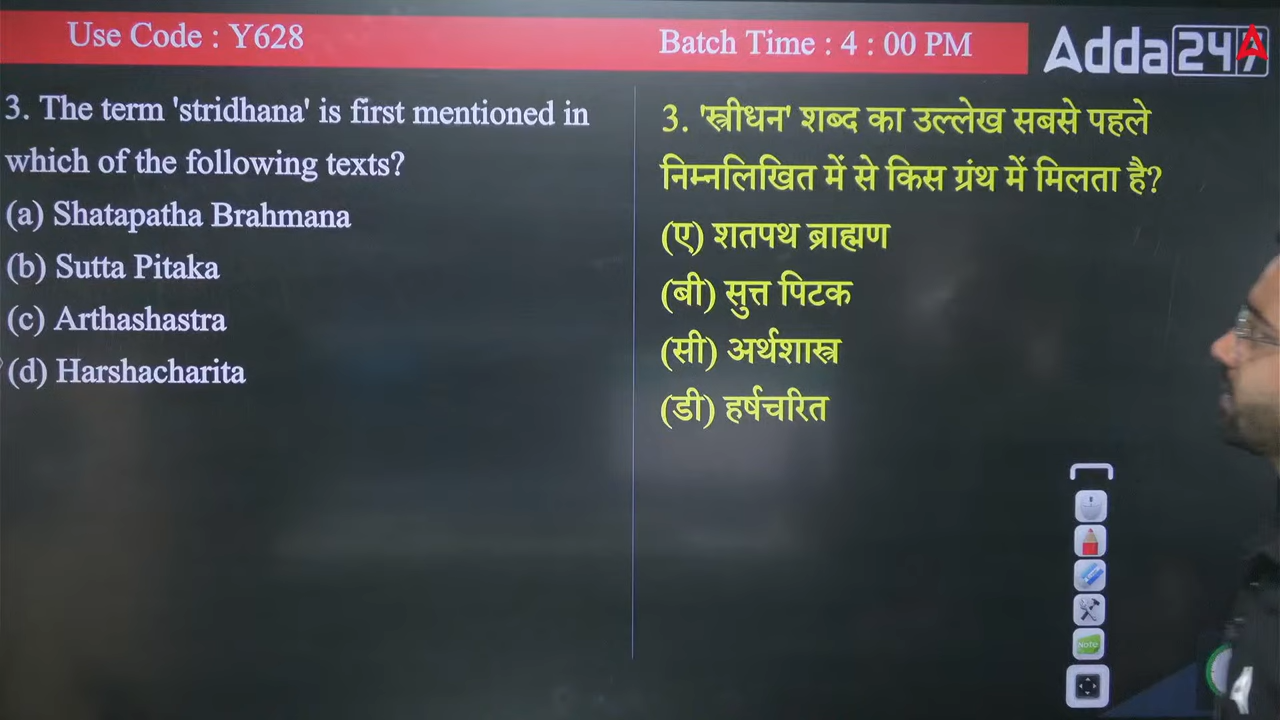 Use Code : Y628
Batch Time : 4 : 00 PM
Adda247
3. The term 'stridhana' is first mentioned in
which of the following texts?
(a) Shatapatha Brahmana
(b) Sutta Pitaka
(c) Arthashastra
(d) Harshacharita
3. 'स्त्रीधन' शब्द का उल्लेख सबसे पहले
निम्नलिखित में से किस ग्रंथ में मिलता है?
(ए) शतपथ ब्राह्मण
(बी) सुत्त पिटक
(सी) अर्थशास्त्र
(डी) हर्षचरित
Note